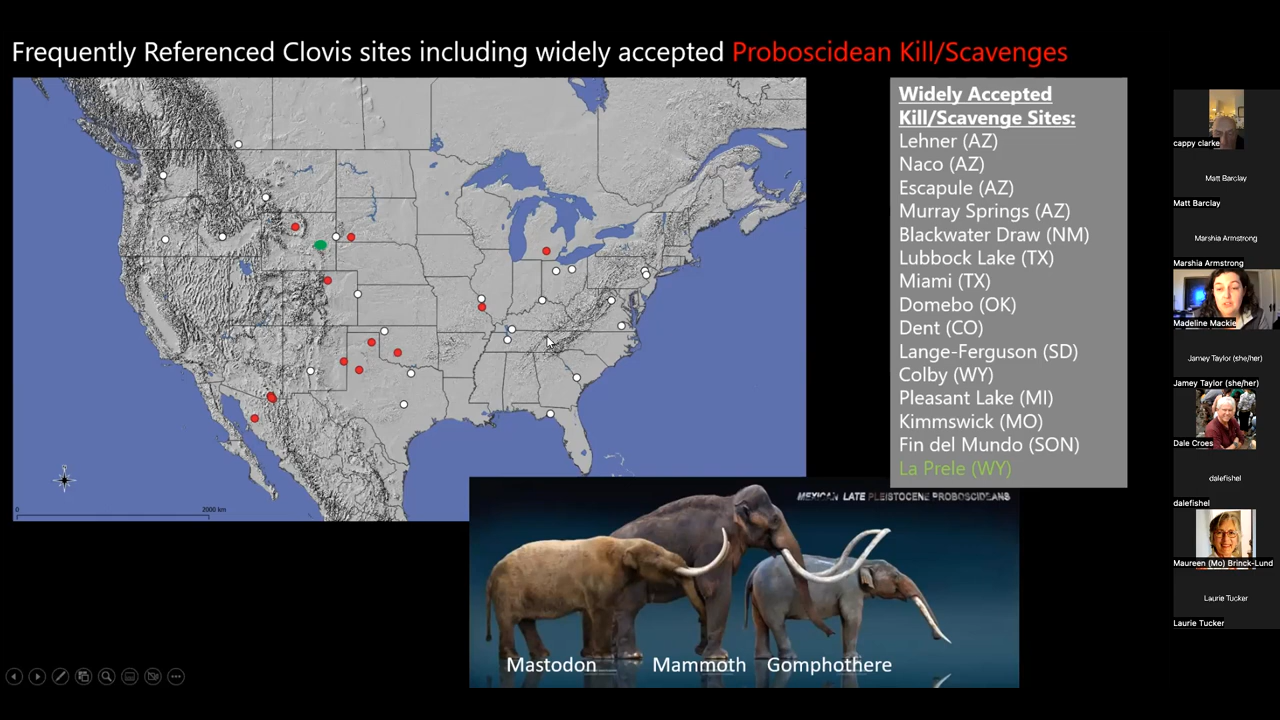 Frequently Referenced Clovis sites including widely accepted Proboscidean Kill/Scavenges
Widely Accepted
Kill/Scavenge Sites:
Lehner (AZ)
Naco (AZ)
Escapule (AZ)
Murray Springs (AZ)
Blackwater Draw (NM)
Lubbock Lake (TX)
Miami (TX)
Domebo (OK)
Dent (CO)
Lange-Ferguson (SD)
Colby (WY)
Pleasant Lake (MI)
Kimmswick (MO)
Fin del Mundo (SON)
La Prele (WY)
0
2000 km
MEXICAN LATE PLEISTOCENE PROBOSCIDEANS
Mastodon
Mammoth
Gomphothere
cappy clarke
Matt Barclay
Matt Barclay
Marshia Armstrong
Marshia Armstrong
Madeline Mackie
Jamey Taylor (she/her)
Jamey Taylor (she/her)
Dale Croes
dalefishel
dalefishel
Maureen (Mo) Brinck-Lund
Laurie Tucker
Laurie Tucker